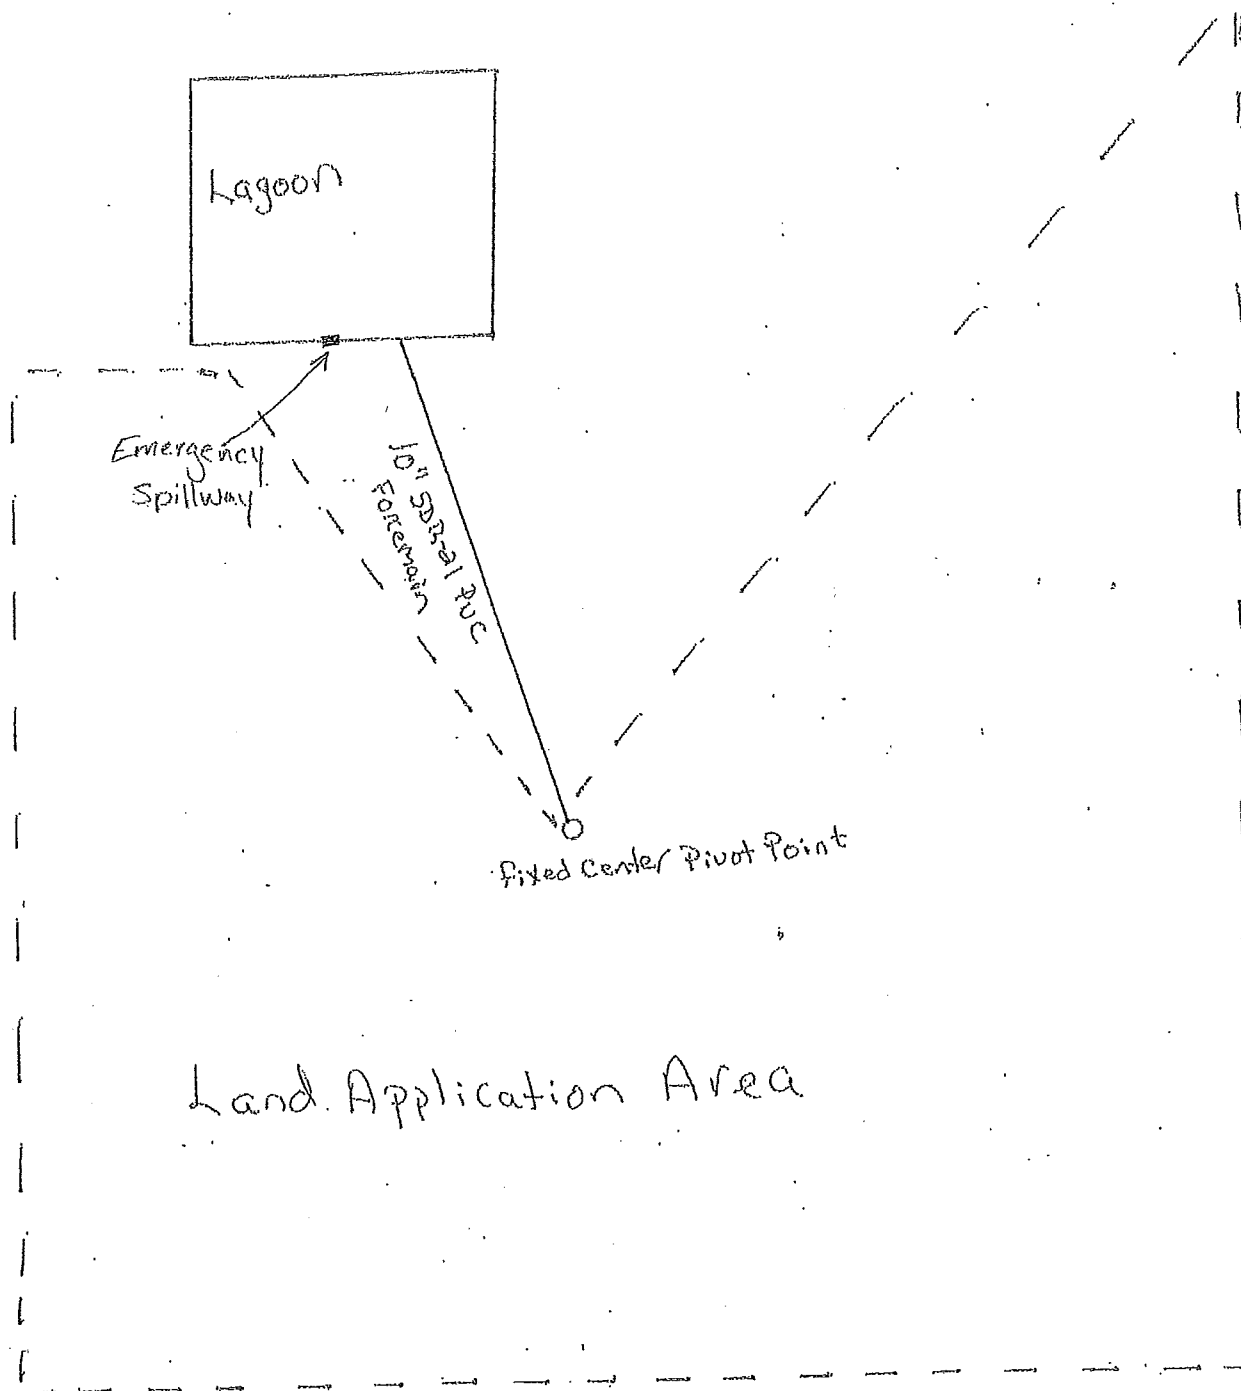 Lagoon
Emergency
Spillway
10" SDR-21 PVC
Forcemain
Fixed Center Pivot Point
Land Application Area